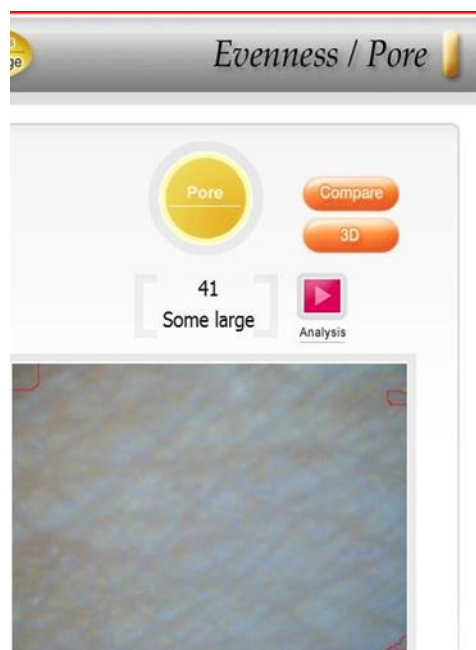 Evenness / Pore
Pore
Compare
3D
41
Some large
Analysis